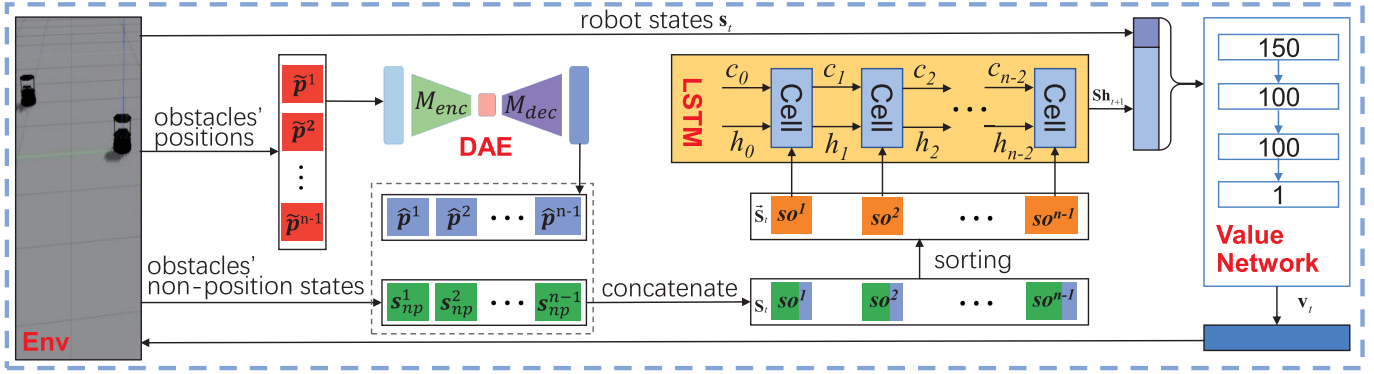 robot states s_t
obstacles'
positions
p̃¹
p̃²
⋮
p̃ⁿ⁻¹
M_enc
M_dec
DAE
p̂¹ p̂² ⋯ p̂ⁿ⁻¹
obstacles'
non-position states
s¹_np s²_np ⋯ sⁿ⁻¹_np
concatenate
S_t so¹ so² ⋯ soⁿ⁻¹
sorting
S⃗_t so¹ so² ⋯ soⁿ⁻¹
LSTM
c_0 c_1 c_2 c_n-2
Cell Cell ⋯ Cell
h_0 h_1 h_2 h_n-2
Sh_t+1
150
100
100
1
Value
Network
v_t
Env